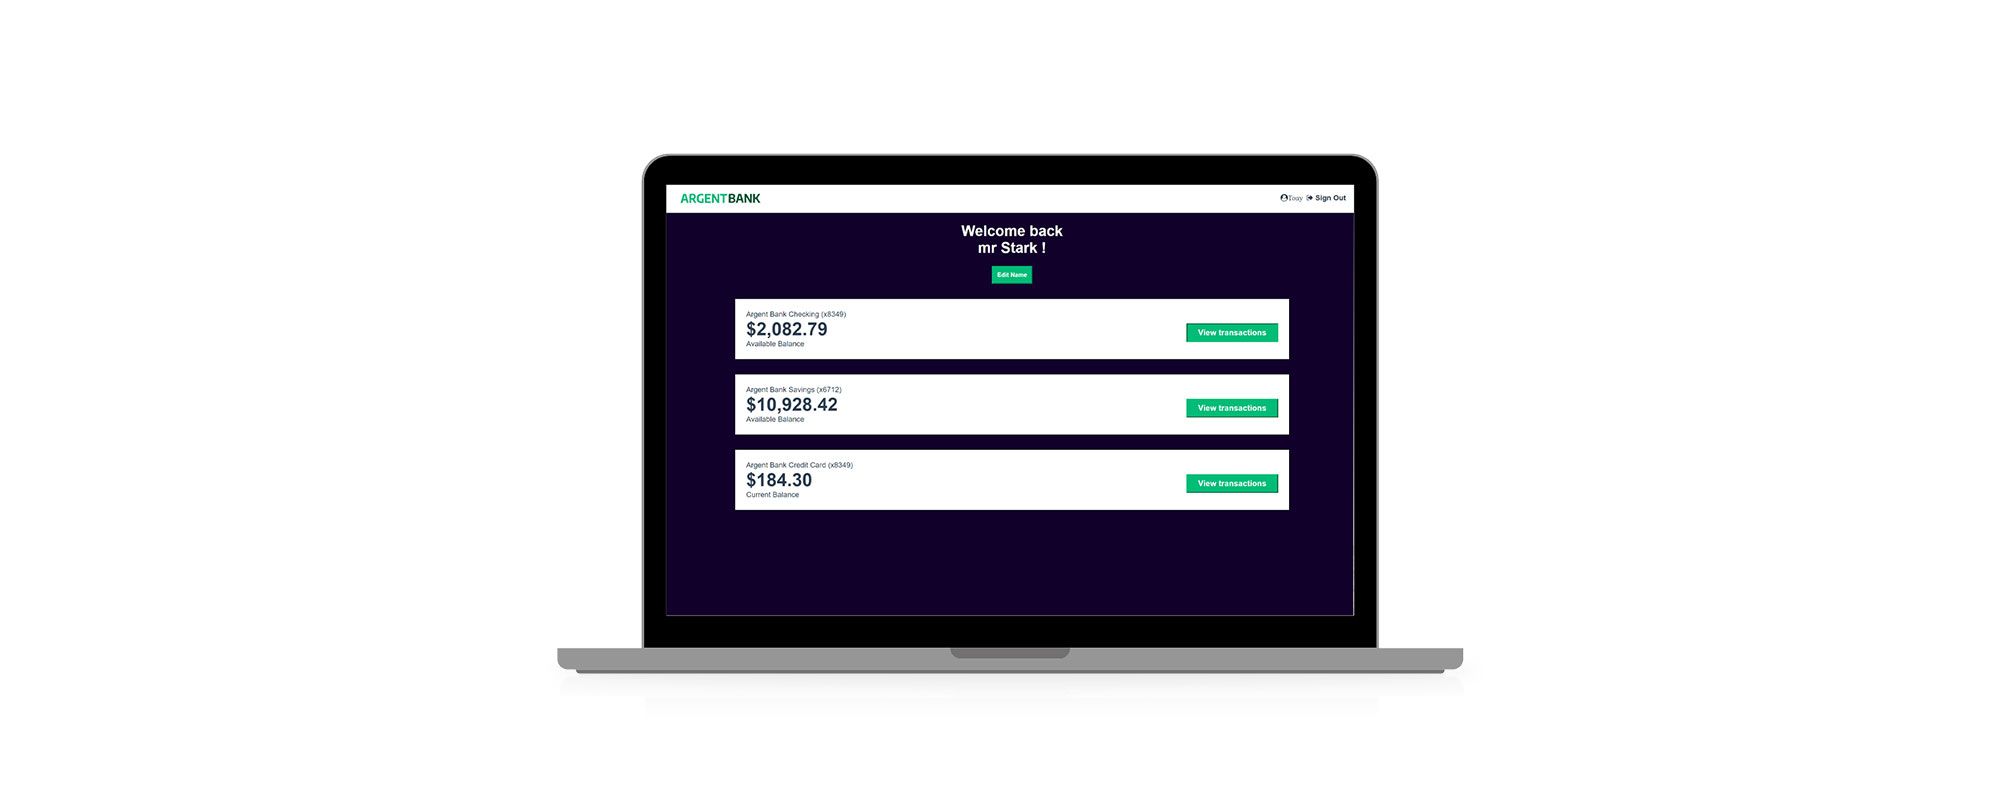 ARGENTBANK
Tony Sign Out
Welcome back
mr Stark !
Edit Name
Argent Bank Checking (x8349)
$2,082.79
Available Balance
View transactions
Argent Bank Savings (x6712)
$10,928.42
Available Balance
View transactions
Argent Bank Credit Card (x8349)
$184.30
Current Balance
View transactions